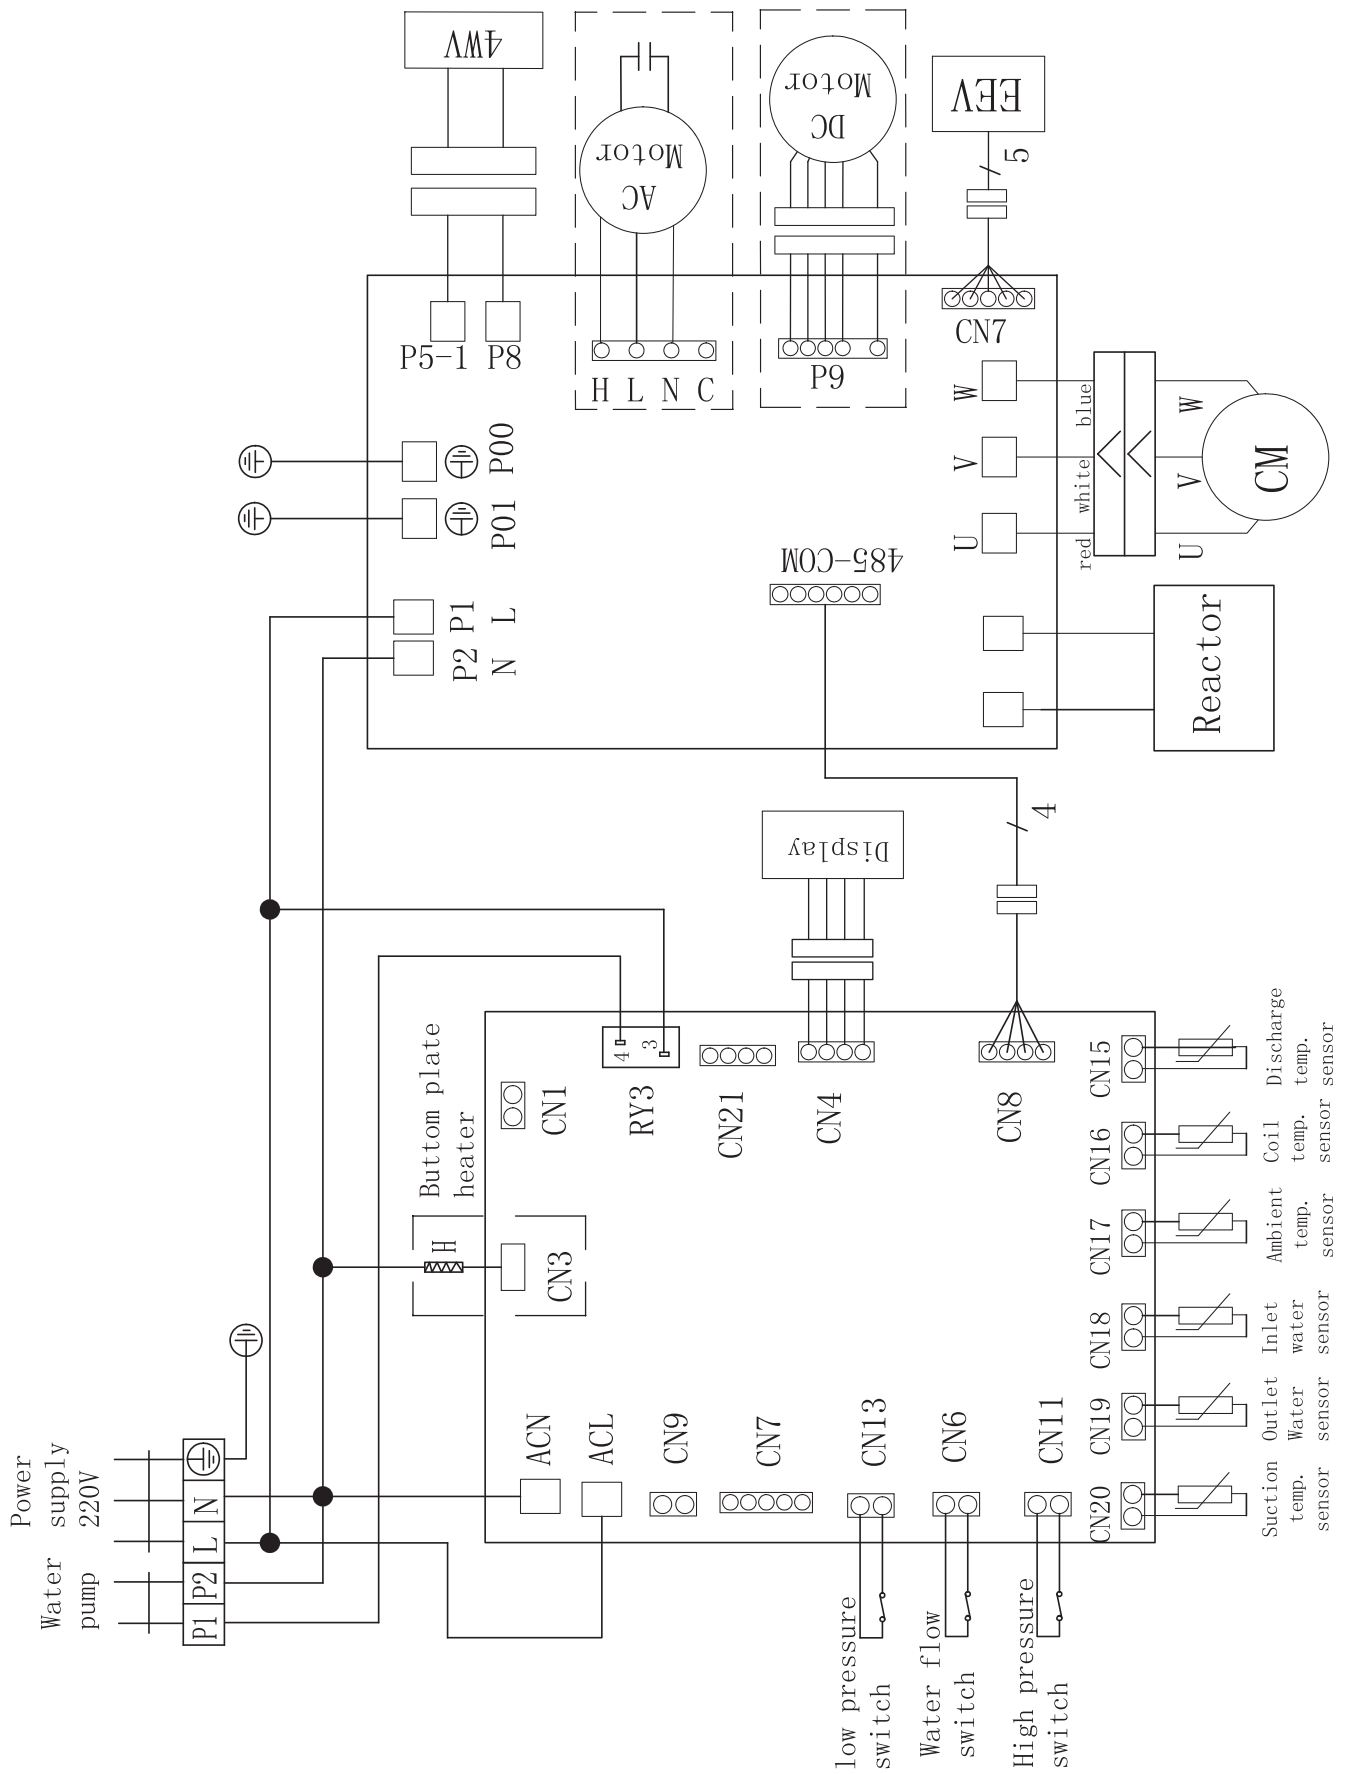 4WV
AC
Motor
DC
Motor
EEV
5
P5-1
P8
H L N C
P9
CN7
P00
P01
P1
L
P2
N
W
V
U
blue
white
red
W
V
U
CM
485-COM
Reactor
4
Display
Buttom plate
heater
H
CN3
CN1
4
3
RY3
CN21
CN4
CN8
Power
supply
220V
Water
pump
N
L
P2
P1
ACN
ACL
CN9
CN7
CN13
CN6
CN11
low pressure
switch
Water flow
switch
High pressure
switch
CN15
Discharge
temp.
sensor
CN16
Coil
temp.
sensor
CN17
Ambient
temp.
sensor
CN18
Inlet
water
sensor
CN19
Outlet
Water
sensor
CN20
Suction
temp.
sensor